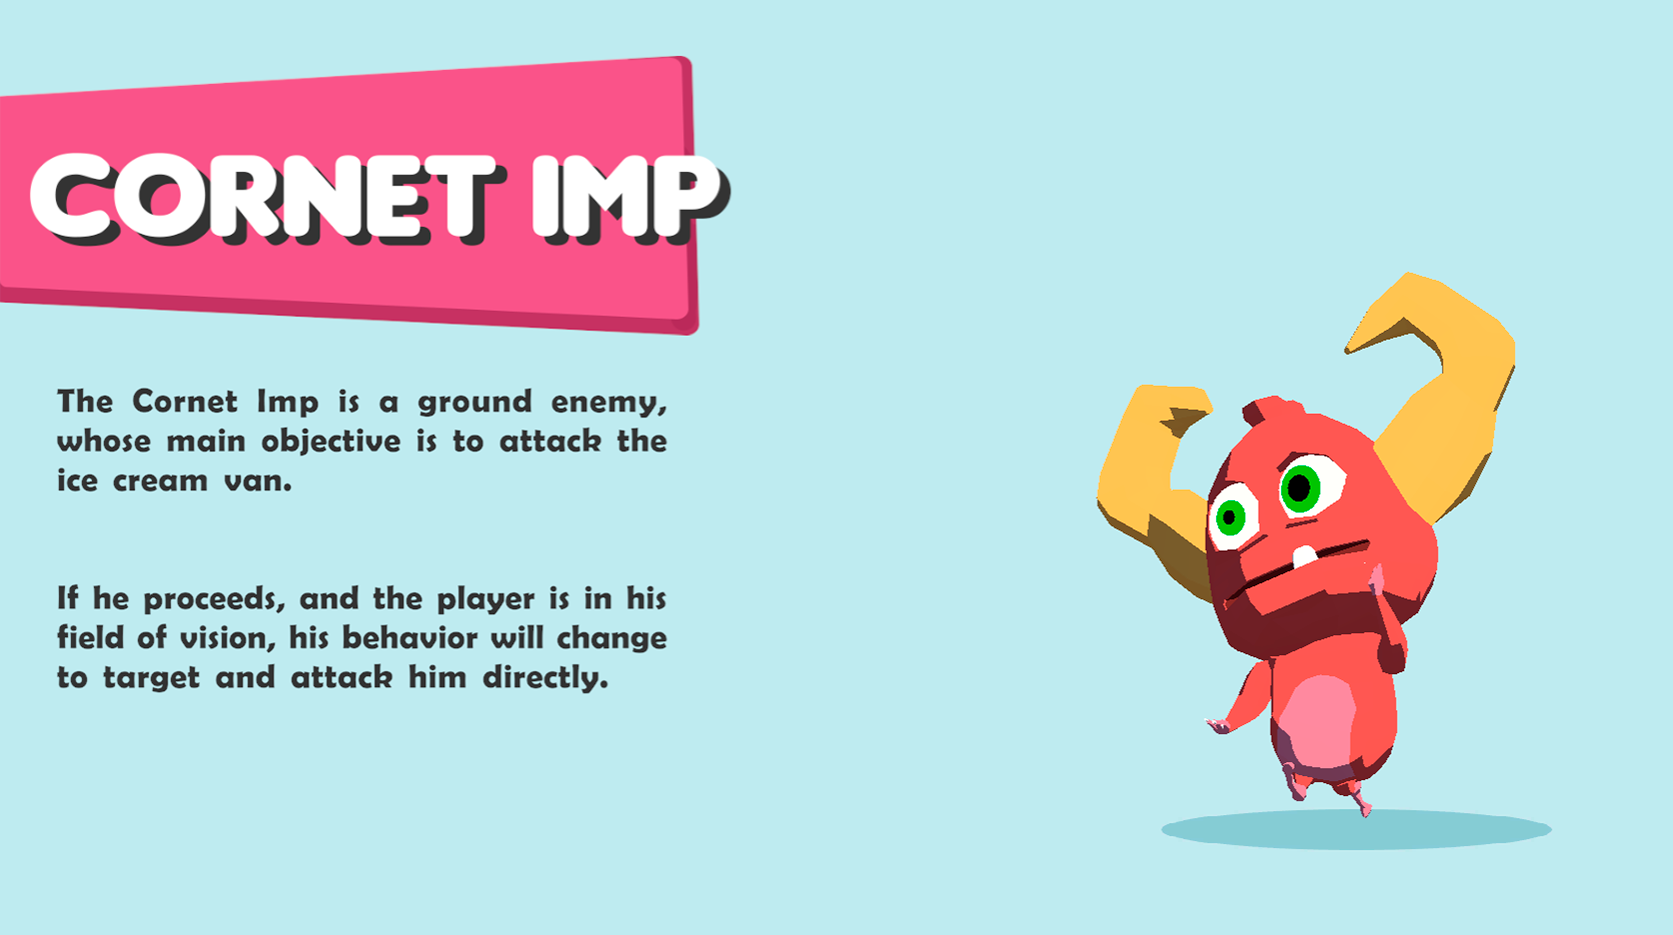 CORNET IMP
The Cornet Imp is a ground enemy,
whose main objective is to attack the
ice cream van.
If he proceeds, and the player is in his
field of vision, his behavior will change
to target and attack him directly.